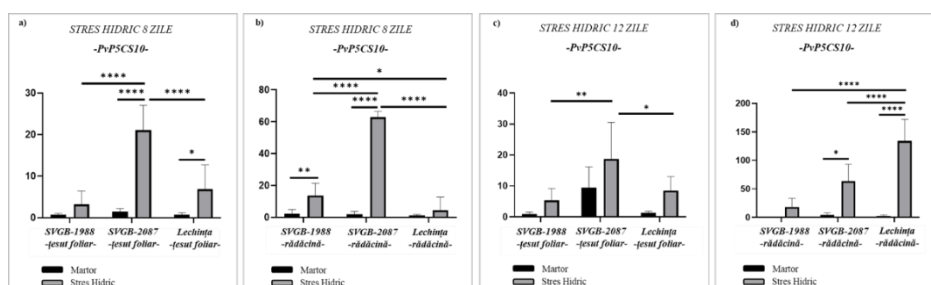 a)
STRES HIDRIC 8 ZILE
-PvP5CS10-
****
**** ****
*
30
20
10
0
SVGB-1988 SVGB-2087 Lechința
-țesut foliar- -țesut foliar- -țesut foliar-
Martor
Stres Hidric
b)
STRES HIDRIC 8 ZILE
-PvP5CS10-
*
****
**** ****
**
80
60
40
20
0
SVGB-1988 SVGB-2087 Lechința
-rădăcină- -rădăcină- -rădăcină-
Martor
Stres Hidric
c)
STRES HIDRIC 12 ZILE
-PvP5CS10-
** *
40
30
20
10
0
SVGB-1988 SVGB-2087 Lechința
-țesut foliar- -țesut foliar- -țesut foliar-
Martor
Stres Hidric
d)
STRES HIDRIC 12 ZILE
-PvP5CS10-
****
****
****
*
200
150
100
50
0
SVGB-1988 SVGB-2087 Lechința
-rădăcină- -rădăcină- -rădăcină-
Martor
Stres Hidric